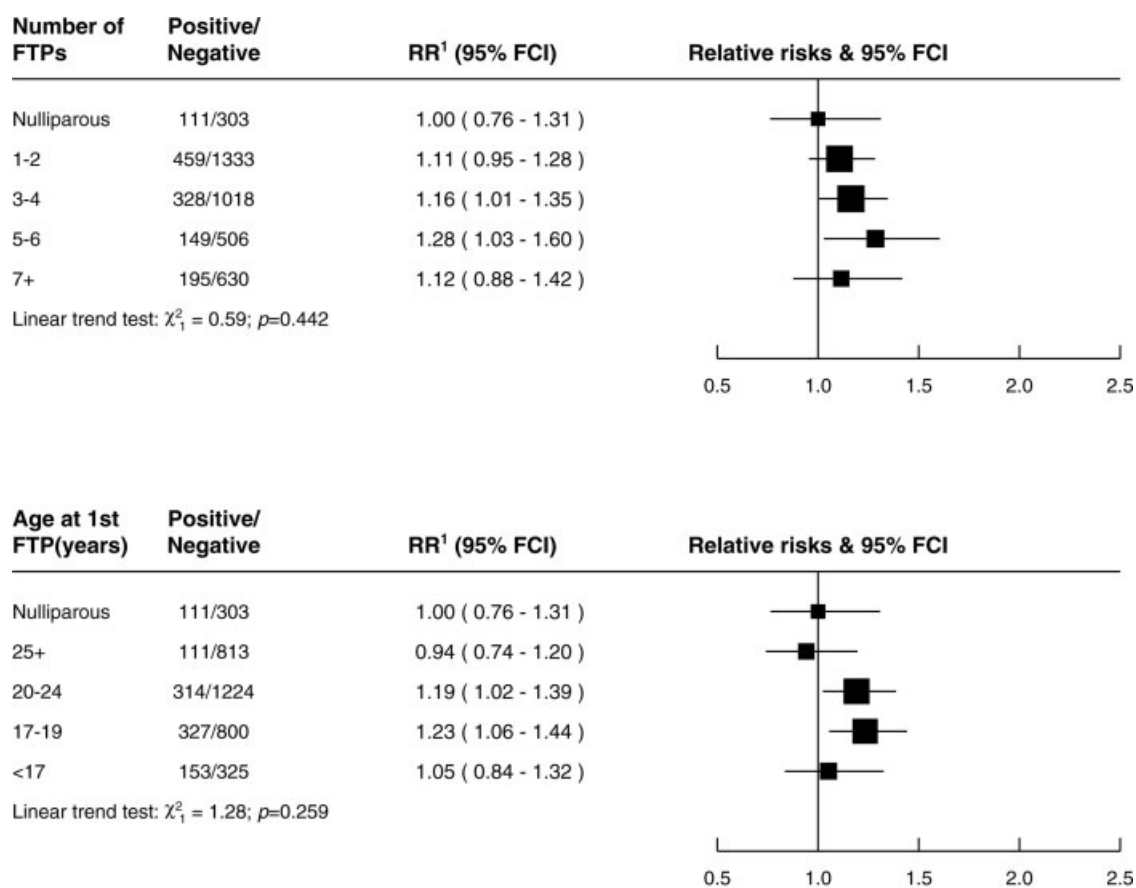 Number of FTPs Positive/ Negative RR¹ (95% FCI) Relative risks & 95% FCI
Nulliparous 111/303 1.00 ( 0.76 - 1.31 )
1-2 459/1333 1.11 ( 0.95 - 1.28 )
3-4 328/1018 1.16 ( 1.01 - 1.35 )
5-6 149/506 1.28 ( 1.03 - 1.60 )
7+ 195/630 1.12 ( 0.88 - 1.42 )
Linear trend test: χ²₁ = 0.59; p=0.442
0.5 1.0 1.5 2.0 2.5
Age at 1st FTP(years) Positive/ Negative RR¹ (95% FCI) Relative risks & 95% FCI
Nulliparous 111/303 1.00 ( 0.76 - 1.31 )
25+ 111/813 0.94 ( 0.74 - 1.20 )
20-24 314/1224 1.19 ( 1.02 - 1.39 )
17-19 327/800 1.23 ( 1.06 - 1.44 )
<17 153/325 1.05 ( 0.84 - 1.32 )
Linear trend test: χ²₁ = 1.28; p=0.259
0.5 1.0 1.5 2.0 2.5